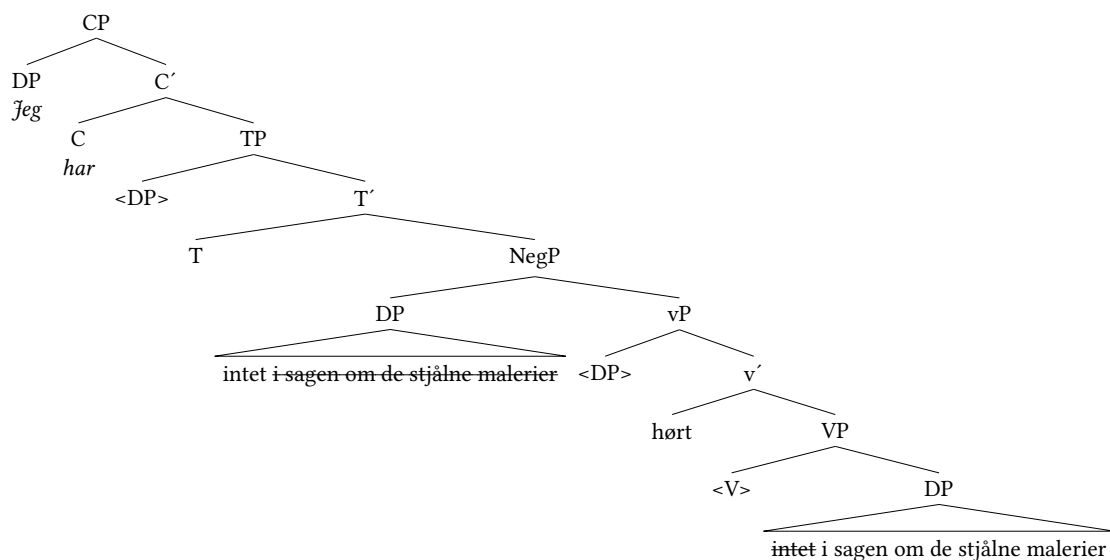 CP
DP C´
Jeg
C TP
har
<DP> T´
T NegP
DP vP
intet i sagen om de stjålne malerier <DP> v´
hørt VP
<V> DP
intet i sagen om de stjålne malerier